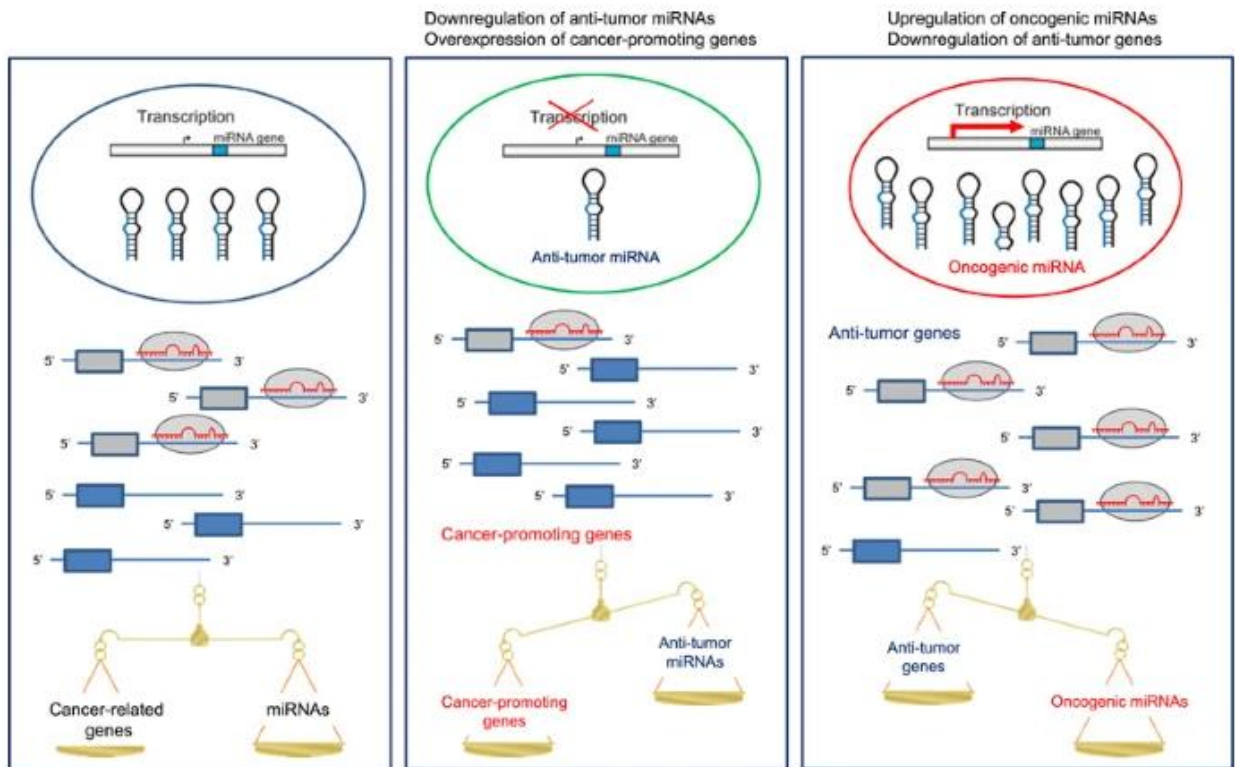 Downregulation of anti-tumor miRNAs
Overexpression of cancer-promoting genes
Upregulation of oncogenic miRNAs
Downregulation of anti-tumor genes
Transcription
miRNA gene
5' 3'
5' 3'
5' 3'
5' 3'
5' 3'
5' 3'
Cancer-related
genes
miRNAs
Transcription
miRNA gene
Anti-tumor miRNA
5' 3'
5' 3'
5' 3'
5' 3'
5' 3'
5' 3'
Cancer-promoting genes
Anti-tumor
miRNAs
Cancer-promoting
genes
Transcription
miRNA gene
Oncogenic miRNA
Anti-tumor genes
5' 3'
5' 3'
5' 3'
5' 3'
5' 3'
5' 3'
Anti-tumor
genes
Oncogenic miRNAs